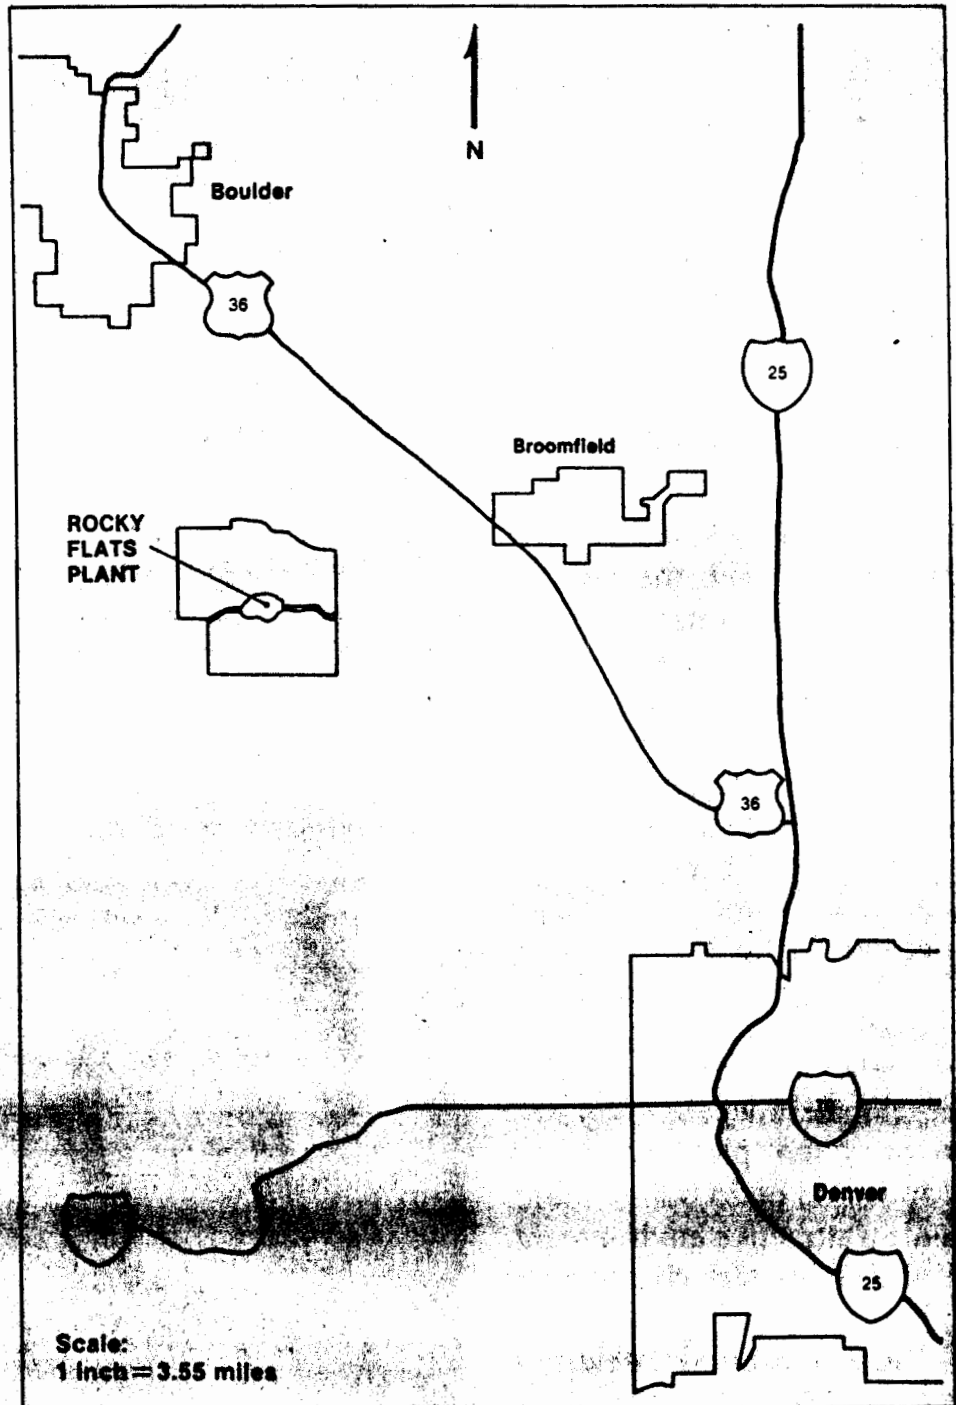 N
Boulder
36
25
Broomfield
ROCKY
FLATS
PLANT
36
Denver
25
Scale:
1 inch = 3.55 miles